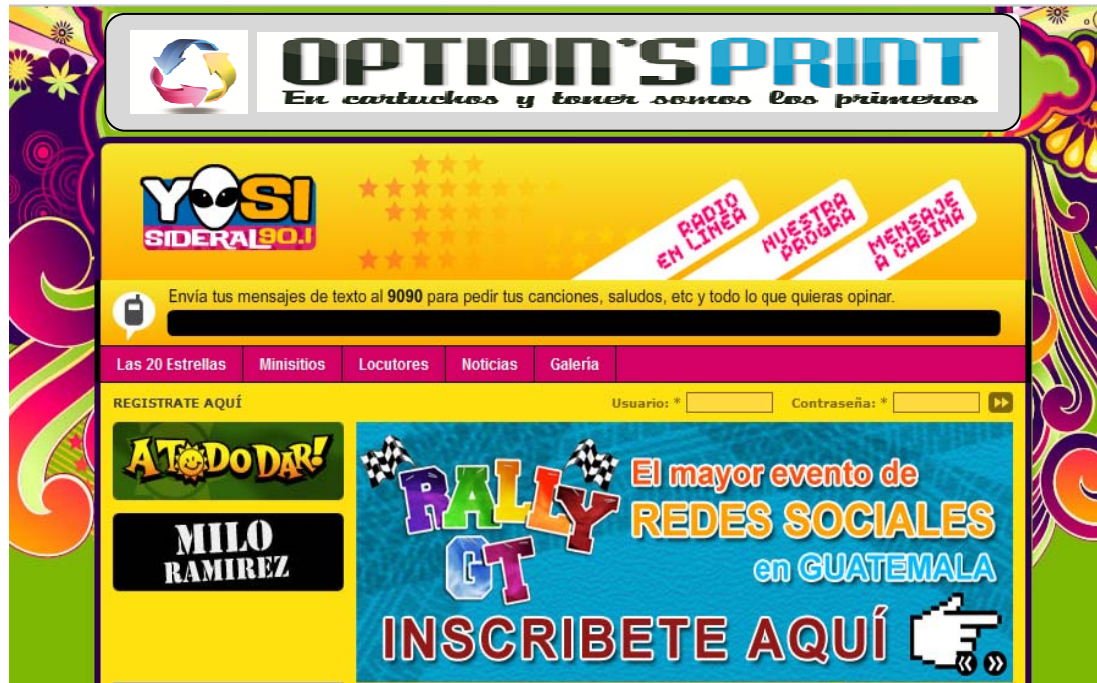 OPTION'S PRINT
En cartuchos y toner somos los primeros
YOSI
SIDERAL 90.1
RADIO
EN LINEA
NUESTRA
PROGRA
MENSAJE
A CABINA
Envía tus mensajes de texto al 9090 para pedir tus canciones, saludos, etc y todo lo que quieras opinar.
Las 20 Estrellas Minisitios Locutores Noticias Galería
REGISTRATE AQUÍ Usuario: * Contraseña: *
A TODO DAR!
MILO
RAMIREZ
RALLY
GT
El mayor evento de
REDES SOCIALES
en GUATEMALA
INSCRIBETE AQUÍ